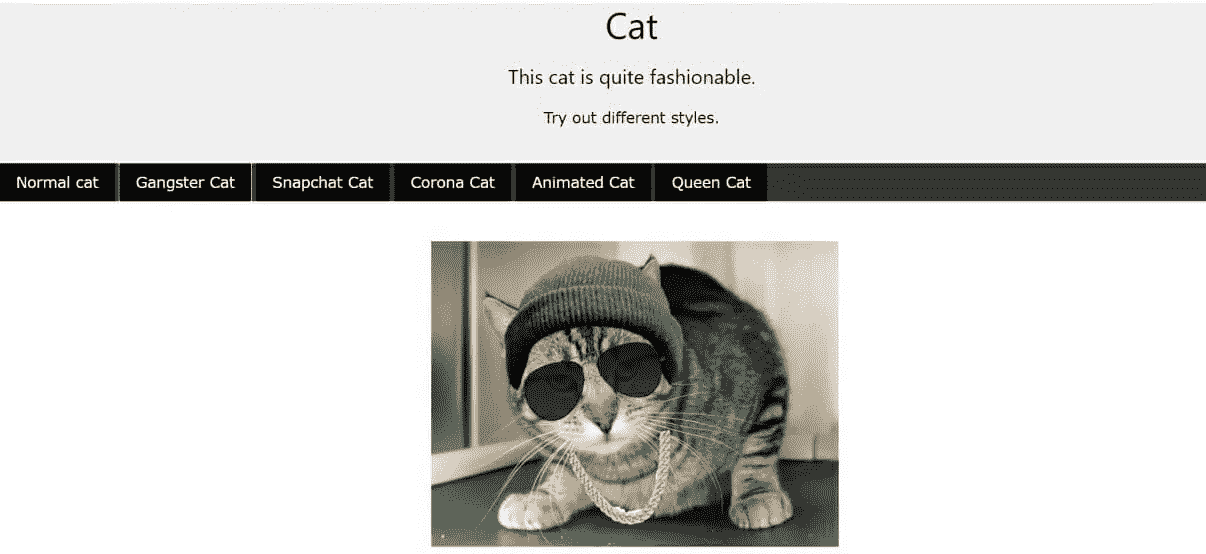 Cat
This cat is quite fashionable.
Try out different styles.
Normal cat Gangster Cat Snapchat Cat Corona Cat Animated Cat Queen Cat